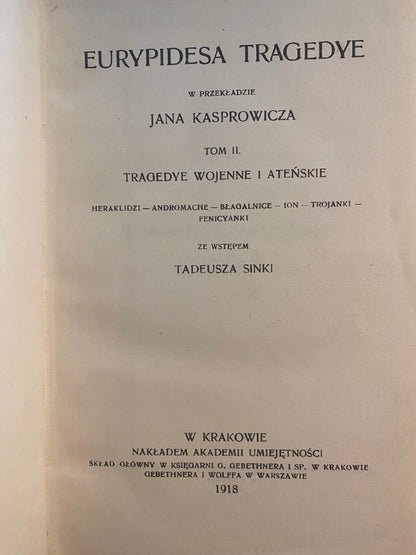 EURYPIDESA TRAGEDYE
W PRZEKŁADZIE
JANA KASPROWICZA
TOM II.
TRAGEDYE WOJENNE I ATEŃSKIE
HERAKLIDZI — ANDROMACHE — BŁAGALNICE — ION — TROJANKI —
FENICYANKI
ZE WSTĘPEM
TADEUSZA SINKI
W KRAKOWIE
NAKŁADEM AKADEMII UMIEJĘTNOŚCI
SKŁAD GŁÓWNY W KSIĘGARNI G. GEBETHNERA I SP. W KRAKOWIE
GEBETHNERA I WOLFFA W WARSZAWIE
1918